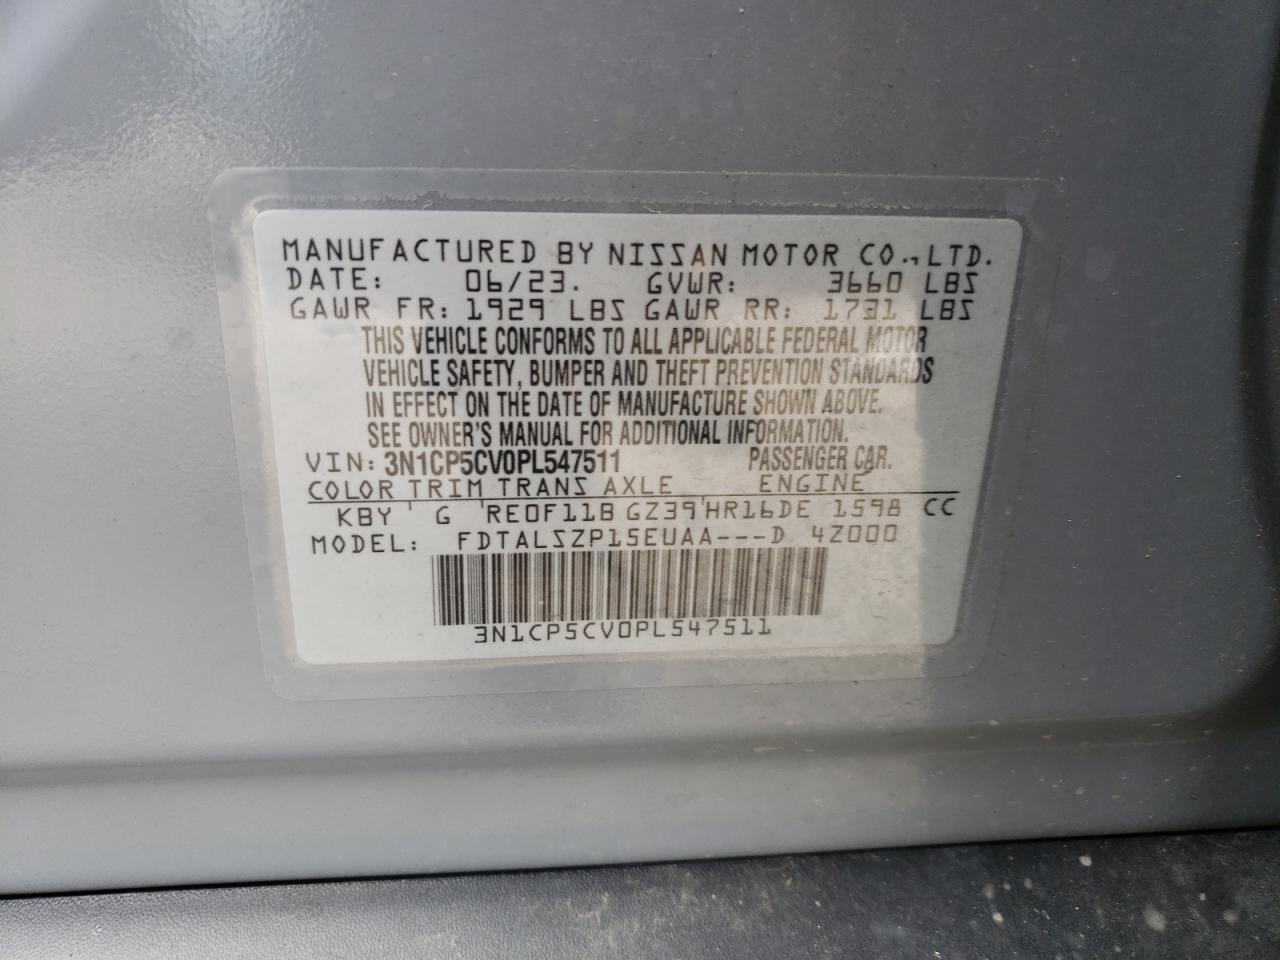 MANUFACTURED BY NISSAN MOTOR CO., LTD.
DATE: 06/23. GVWR: 3660 LBS
GAWR FR: 1929 LBS GAWR RR: 1731 LBS
THIS VEHICLE CONFORMS TO ALL APPLICABLE FEDERAL MOTOR
VEHICLE SAFETY, BUMPER AND THEFT PREVENTION STANDARDS
IN EFFECT ON THE DATE OF MANUFACTURE SHOWN ABOVE.
SEE OWNER'S MANUAL FOR ADDITIONAL INFORMATION.
VIN: 3N1CP5CV0PL547511 PASSENGER CAR.
COLOR TRIM TRANS AXLE ENGINE
KBY ' G 'RE0F11B GZ39'HR16DE 1598 CC
MODEL: FDTALSZP15EUAA---D 4Z000
3N1CP5CV0PL547511